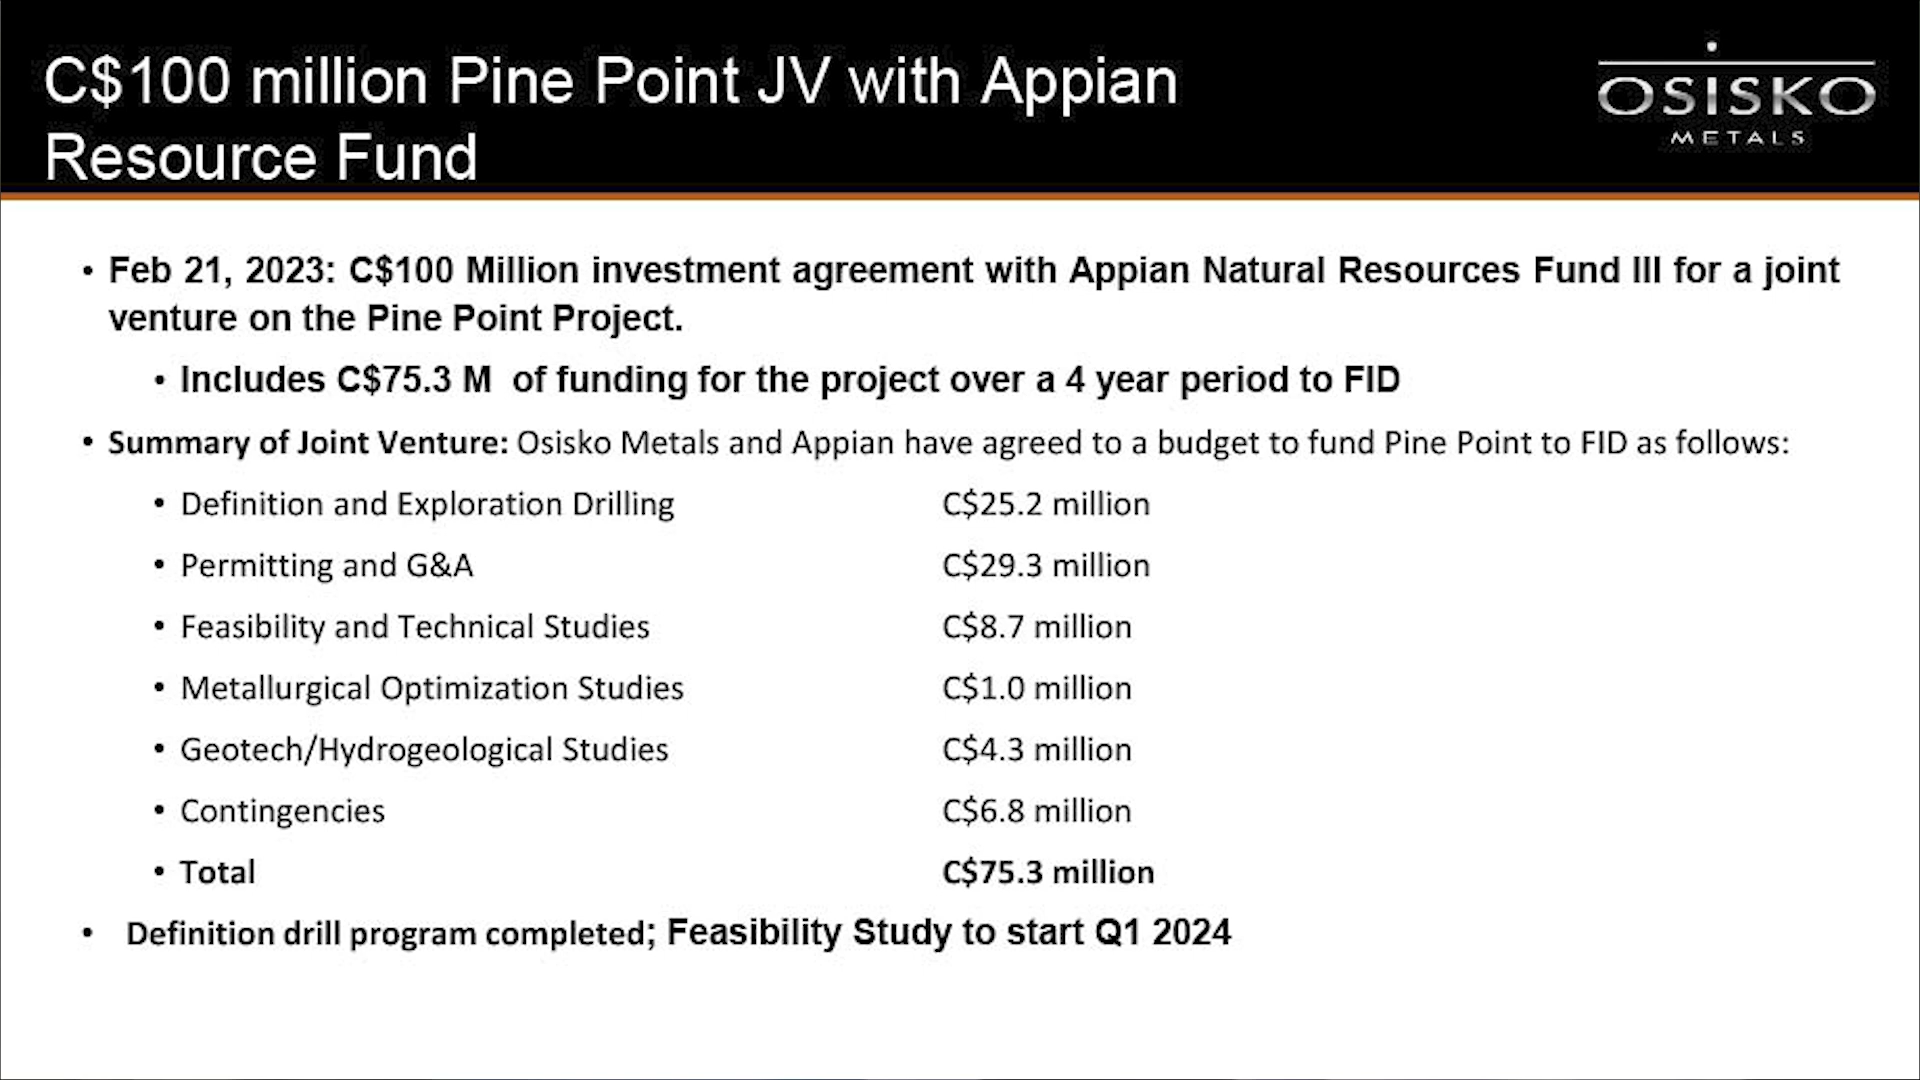 C$100 million Pine Point JV with Appian
Resource Fund
OSISKO
METALS
• Feb 21, 2023: C$100 Million investment agreement with Appian Natural Resources Fund III for a joint
venture on the Pine Point Project.
• Includes C$75.3 M of funding for the project over a 4 year period to FID
• Summary of Joint Venture: Osisko Metals and Appian have agreed to a budget to fund Pine Point to FID as follows:
• Definition and Exploration Drilling C$25.2 million
• Permitting and G&A C$29.3 million
• Feasibility and Technical Studies C$8.7 million
• Metallurgical Optimization Studies C$1.0 million
• Geotech/Hydrogeological Studies C$4.3 million
• Contingencies C$6.8 million
• Total C$75.3 million
• Definition drill program completed; Feasibility Study to start Q1 2024